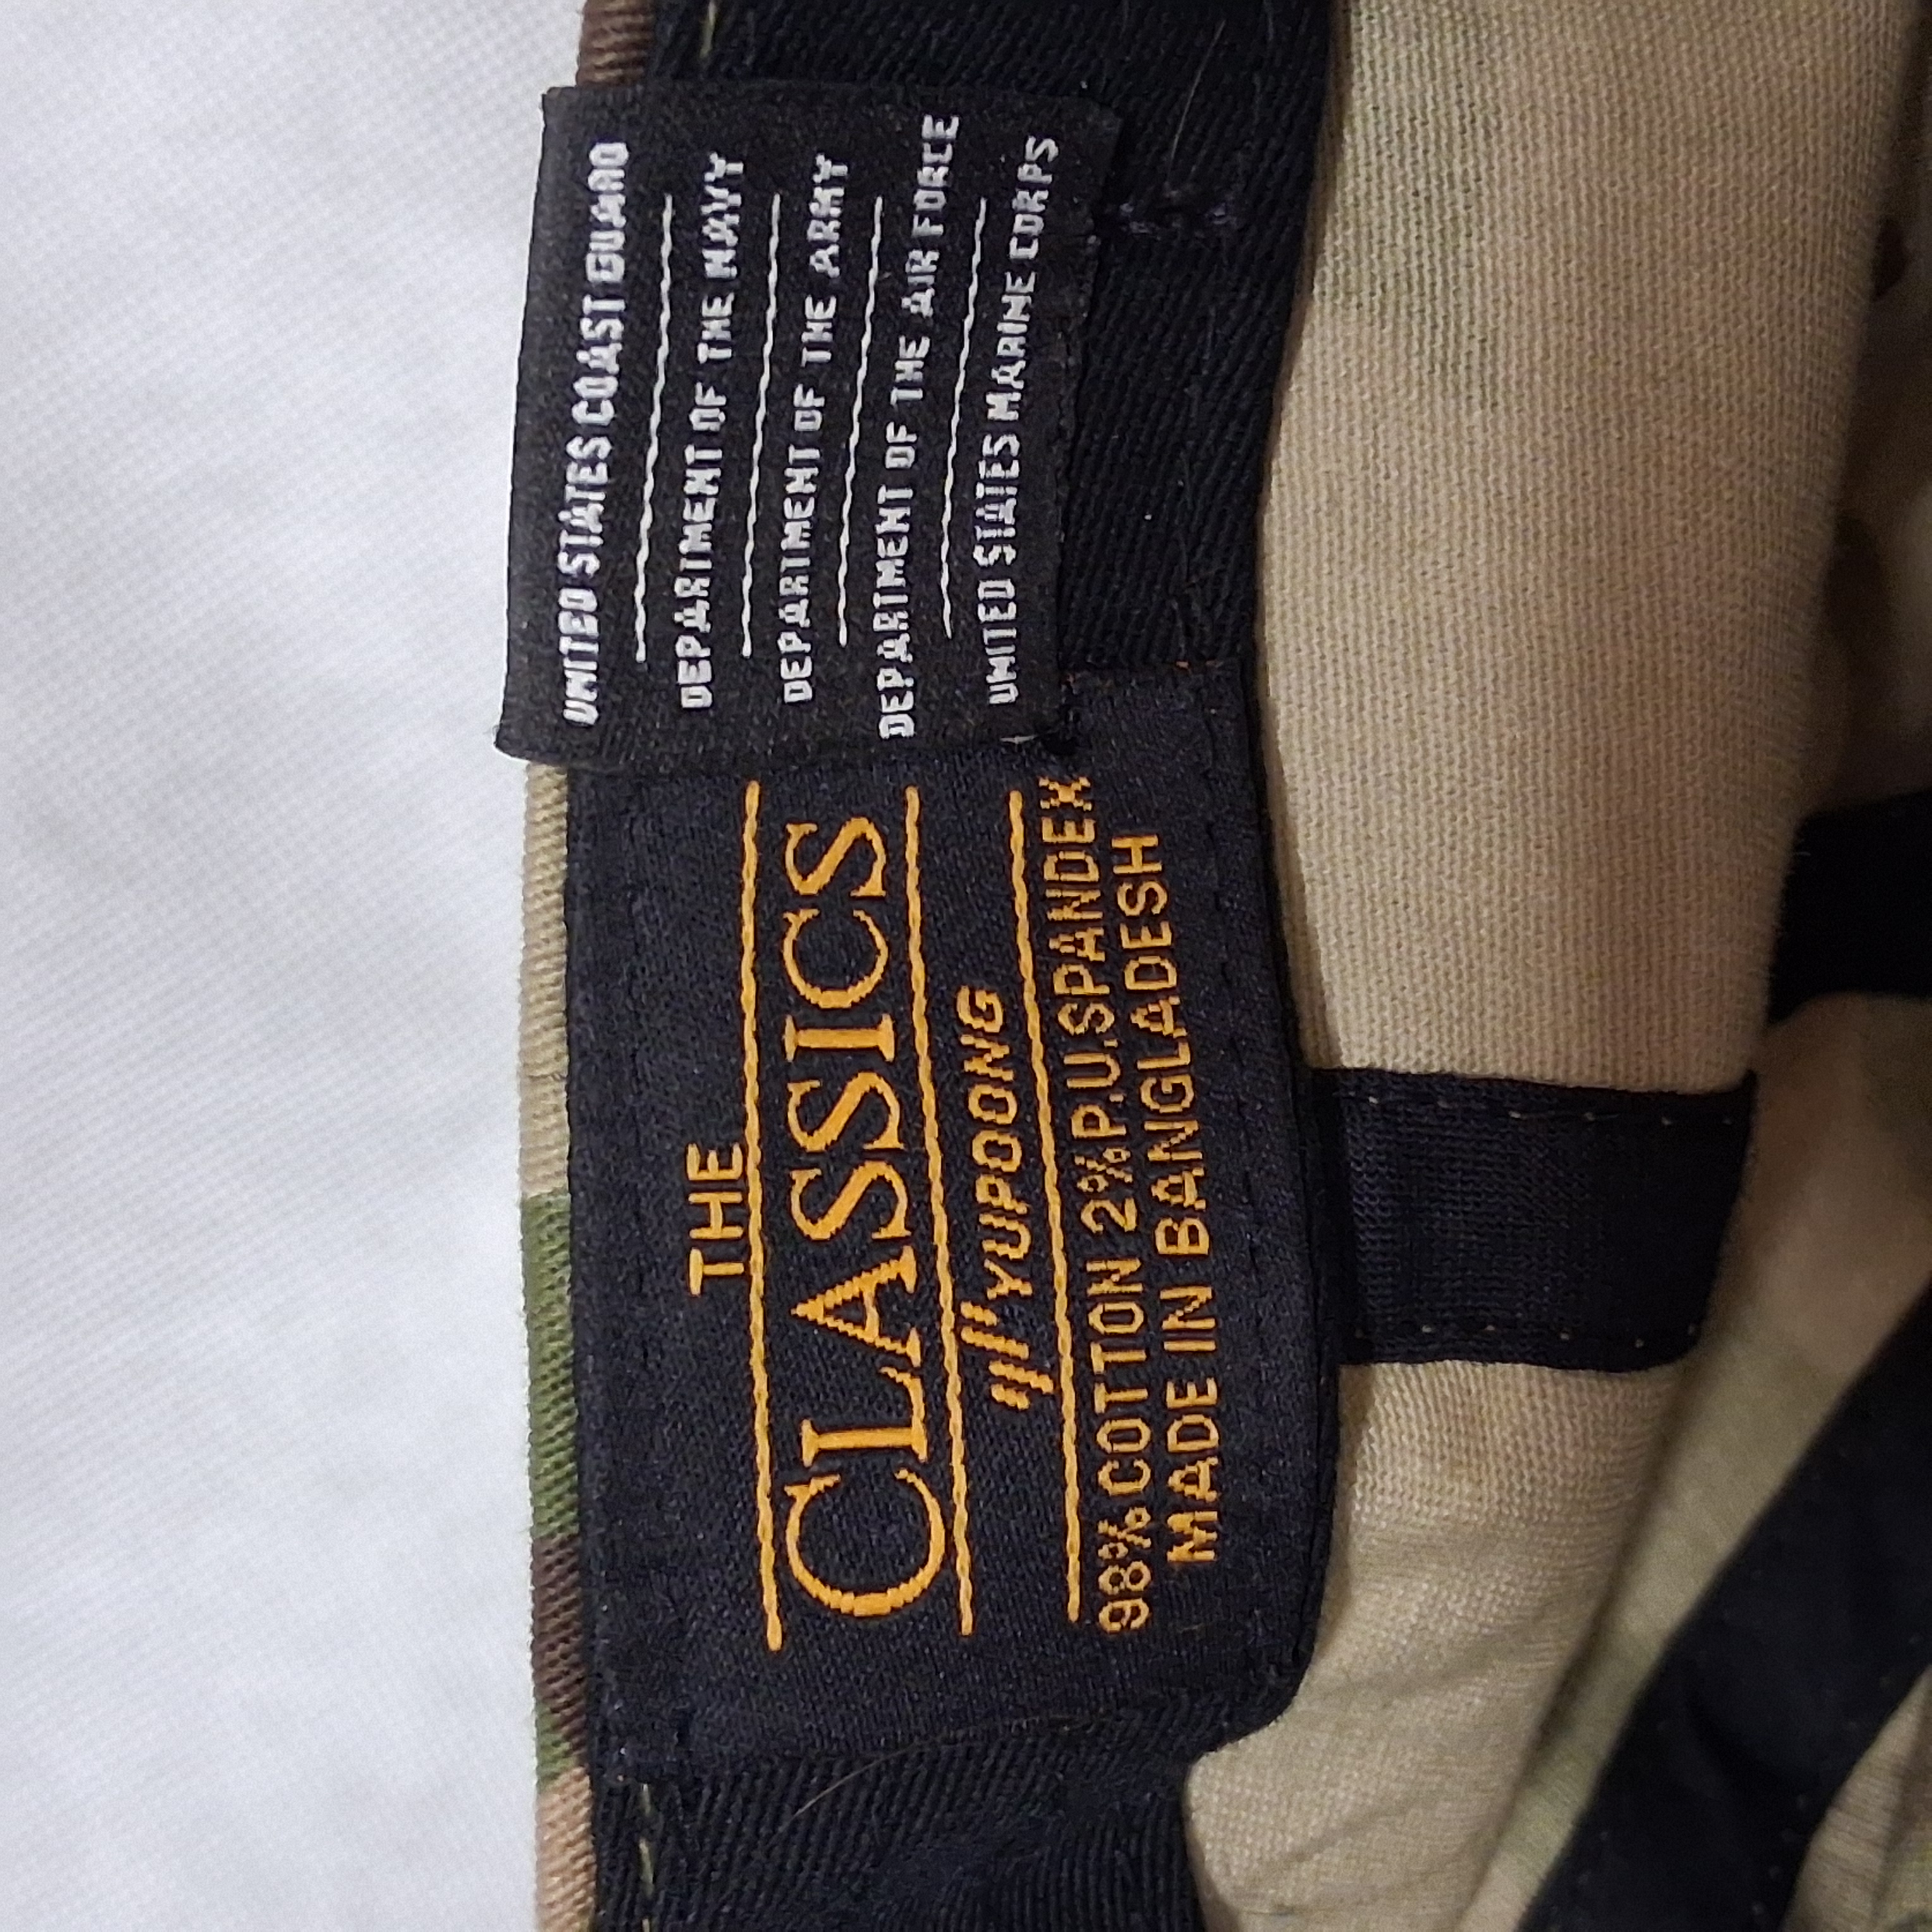 UNITED STATES COAST GUARD
DEPARTMENT OF THE NAVY
DEPARTMENT OF THE ARMY
DEPARTMENT OF THE AIR FORCE
UNITED STATES MARINE CORPS
THE
CLASSICS
YUPOONG
98% COTTON 2% P.U.SPANDEX
MADE IN BANGLADESH